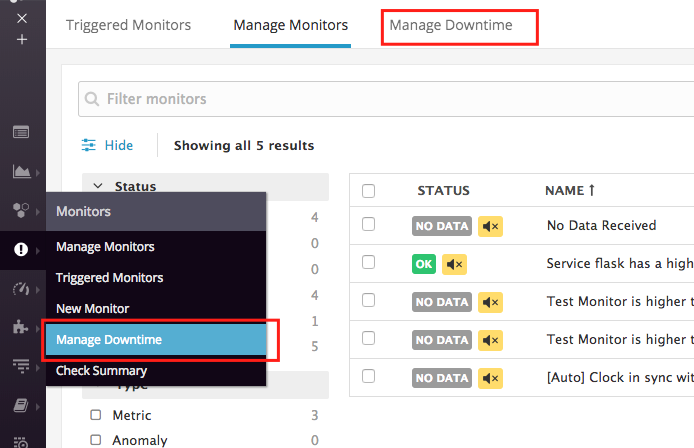 Triggered Monitors
Manage Monitors
Manage Downtime
Filter monitors
Hide
Showing all 5 results
Status
4
0
0
4
1
5
Monitors
Manage Monitors
Triggered Monitors
New Monitor
Manage Downtime
Check Summary
Type
Metric 3
Anomaly 0
STATUS NAME ↑
NO DATA No Data Received
OK Service flask has a high
NO DATA Test Monitor is higher t
NO DATA Test Monitor is higher t
NO DATA [Auto] Clock in sync wit